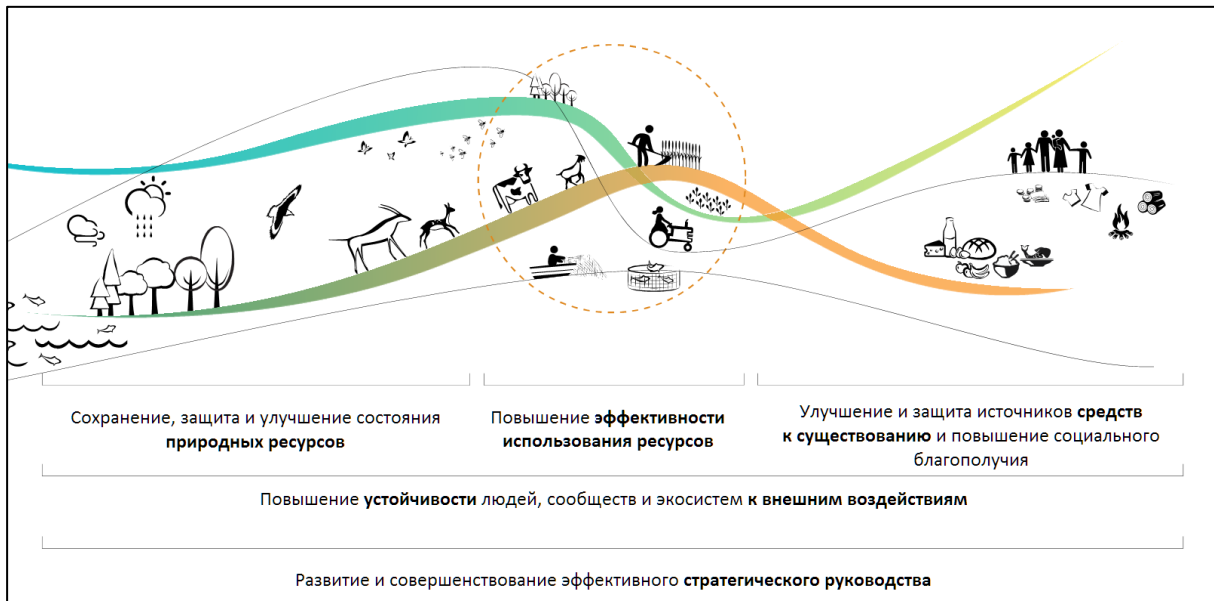 Сохранение, защита и улучшение состояния
природных ресурсов
Повышение эффективности
использования ресурсов
Улучшение и защита источников средств
к существованию и повышение социального
благополучия
Повышение устойчивости людей, сообществ и экосистем к внешним воздействиям
Развитие и совершенствование эффективного стратегического руководства